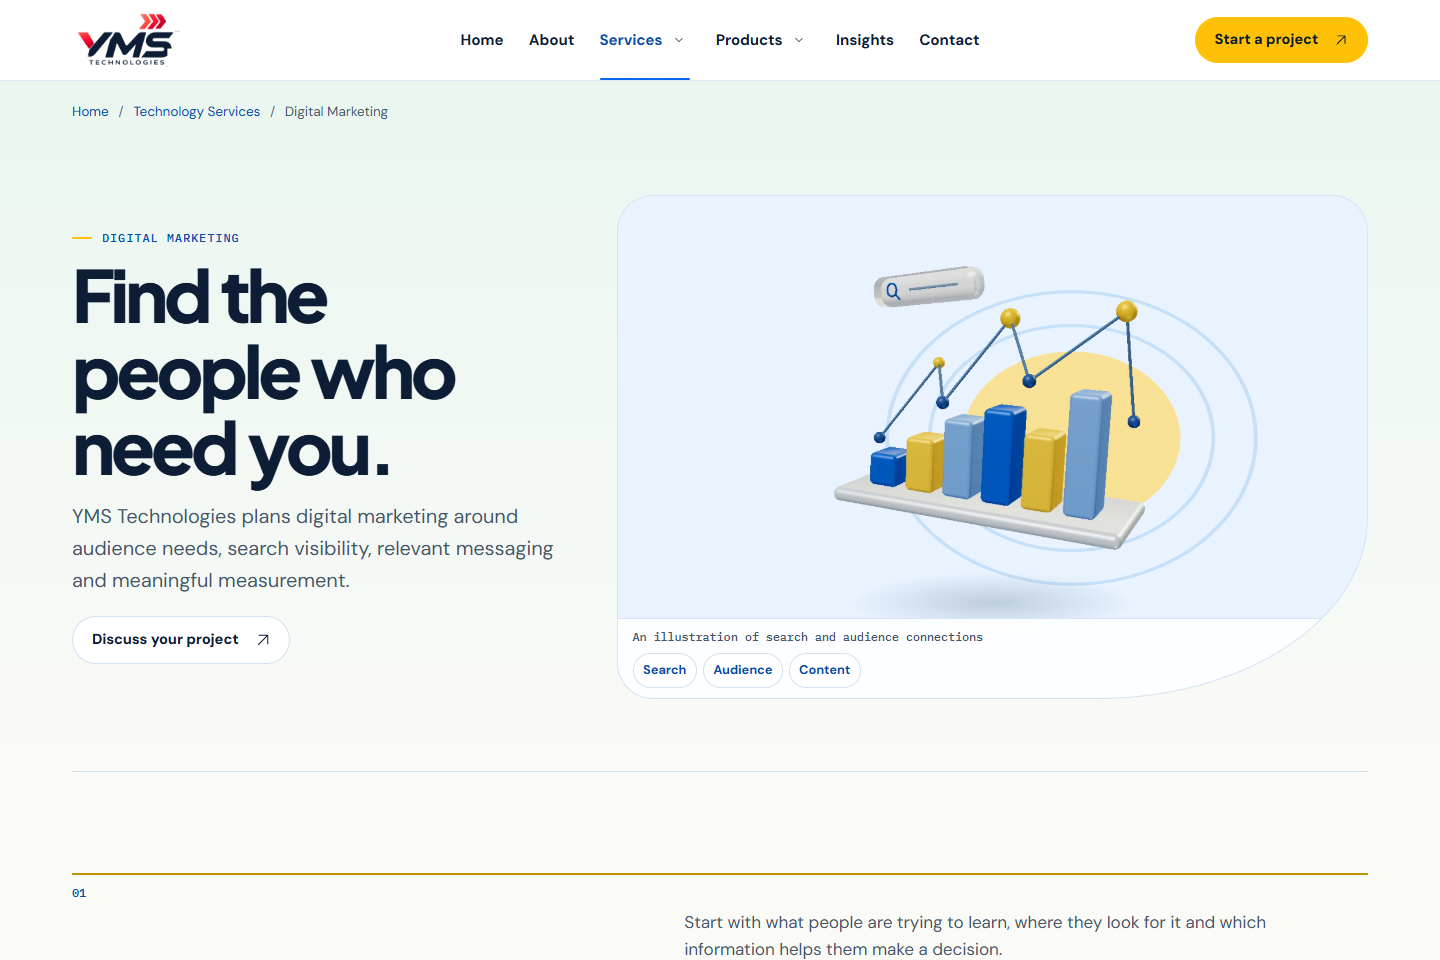 YMS
TECHNOLOGIES
Home
About
Services
Products
Insights
Contact
Start a project
Home / Technology Services / Digital Marketing
DIGITAL MARKETING
Find the
people who
need you.
YMS Technologies plans digital marketing around
audience needs, search visibility, relevant messaging
and meaningful measurement.
Discuss your project
An illustration of search and audience connections
Search
Audience
Content
01
Start with what people are trying to learn, where they look for it and which
information helps them make a decision.